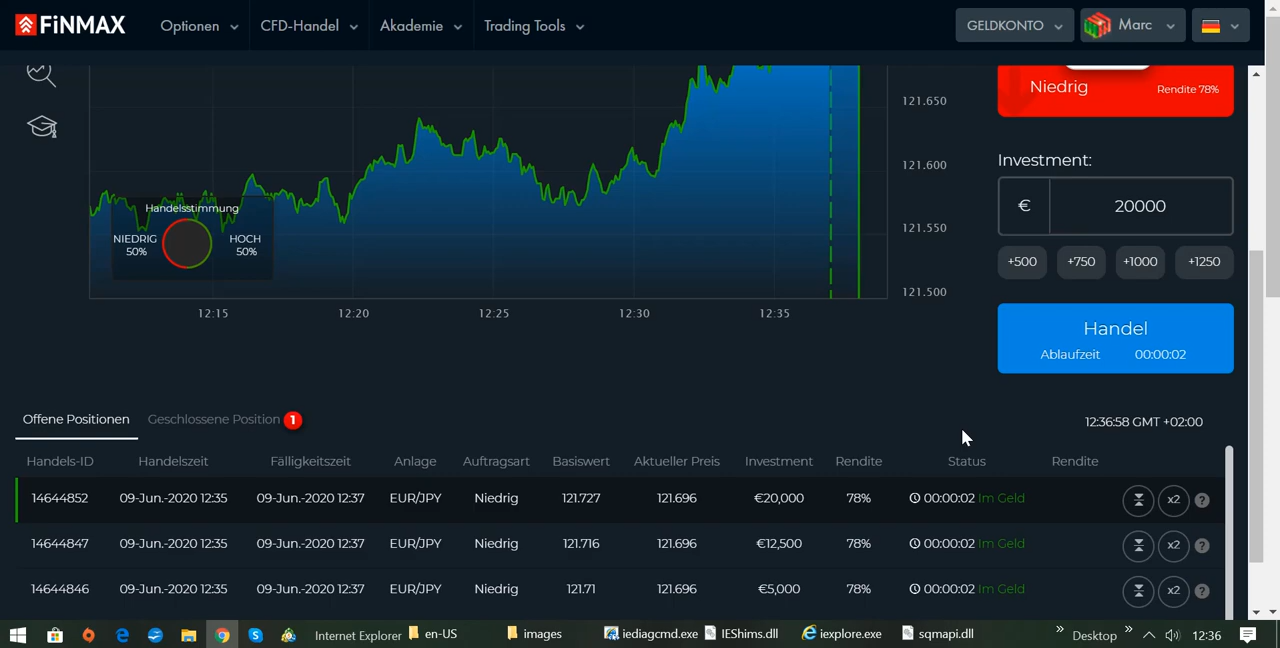 FiNMAX Optionen CFD-Handel Akademie Trading Tools GELDKONTO Marc
Niedrig Rendite 78%
121.650
121.600
121.550
121.500
Handelsstimmung
NIEDRIG 50% HOCH 50%
12:15 12:20 12:25 12:30 12:35
Investment:
€ 20000
+500 +750 +1000 +1250
Handel
Ablaufzeit 00:00:02
Offene Positionen Geschlossene Position 1 12:36:58 GMT +02:00
Handels-ID Handelszeit Fälligkeitszeit Anlage Auftragsart Basiswert Aktueller Preis Investment Rendite Status Rendite
14644852 09-Jun.-2020 12:35 09-Jun.-2020 12:37 EUR/JPY Niedrig 121.727 121.696 €20,000 78% 00:00:02 Im Geld x2 ?
14644847 09-Jun.-2020 12:35 09-Jun.-2020 12:37 EUR/JPY Niedrig 121.716 121.696 €12,500 78% 00:00:02 Im Geld x2 ?
14644846 09-Jun.-2020 12:35 09-Jun.-2020 12:37 EUR/JPY Niedrig 121.71 121.696 €5,000 78% 00:00:02 Im Geld x2 ?
Internet Explorer en-US images iediagcmd.exe IEShims.dll iexplore.exe sqmapi.dll » Desktop » 12:36